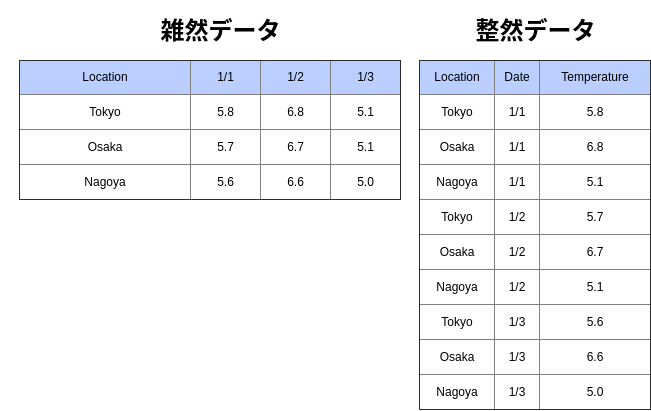 雑然データ
Location 1/1 1/2 1/3
Tokyo 5.8 6.8 5.1
Osaka 5.7 6.7 5.1
Nagoya 5.6 6.6 5.0
整然データ
Location Date Temperature
Tokyo 1/1 5.8
Osaka 1/1 6.8
Nagoya 1/1 5.1
Tokyo 1/2 5.7
Osaka 1/2 6.7
Nagoya 1/2 5.1
Tokyo 1/3 5.6
Osaka 1/3 6.6
Nagoya 1/3 5.0